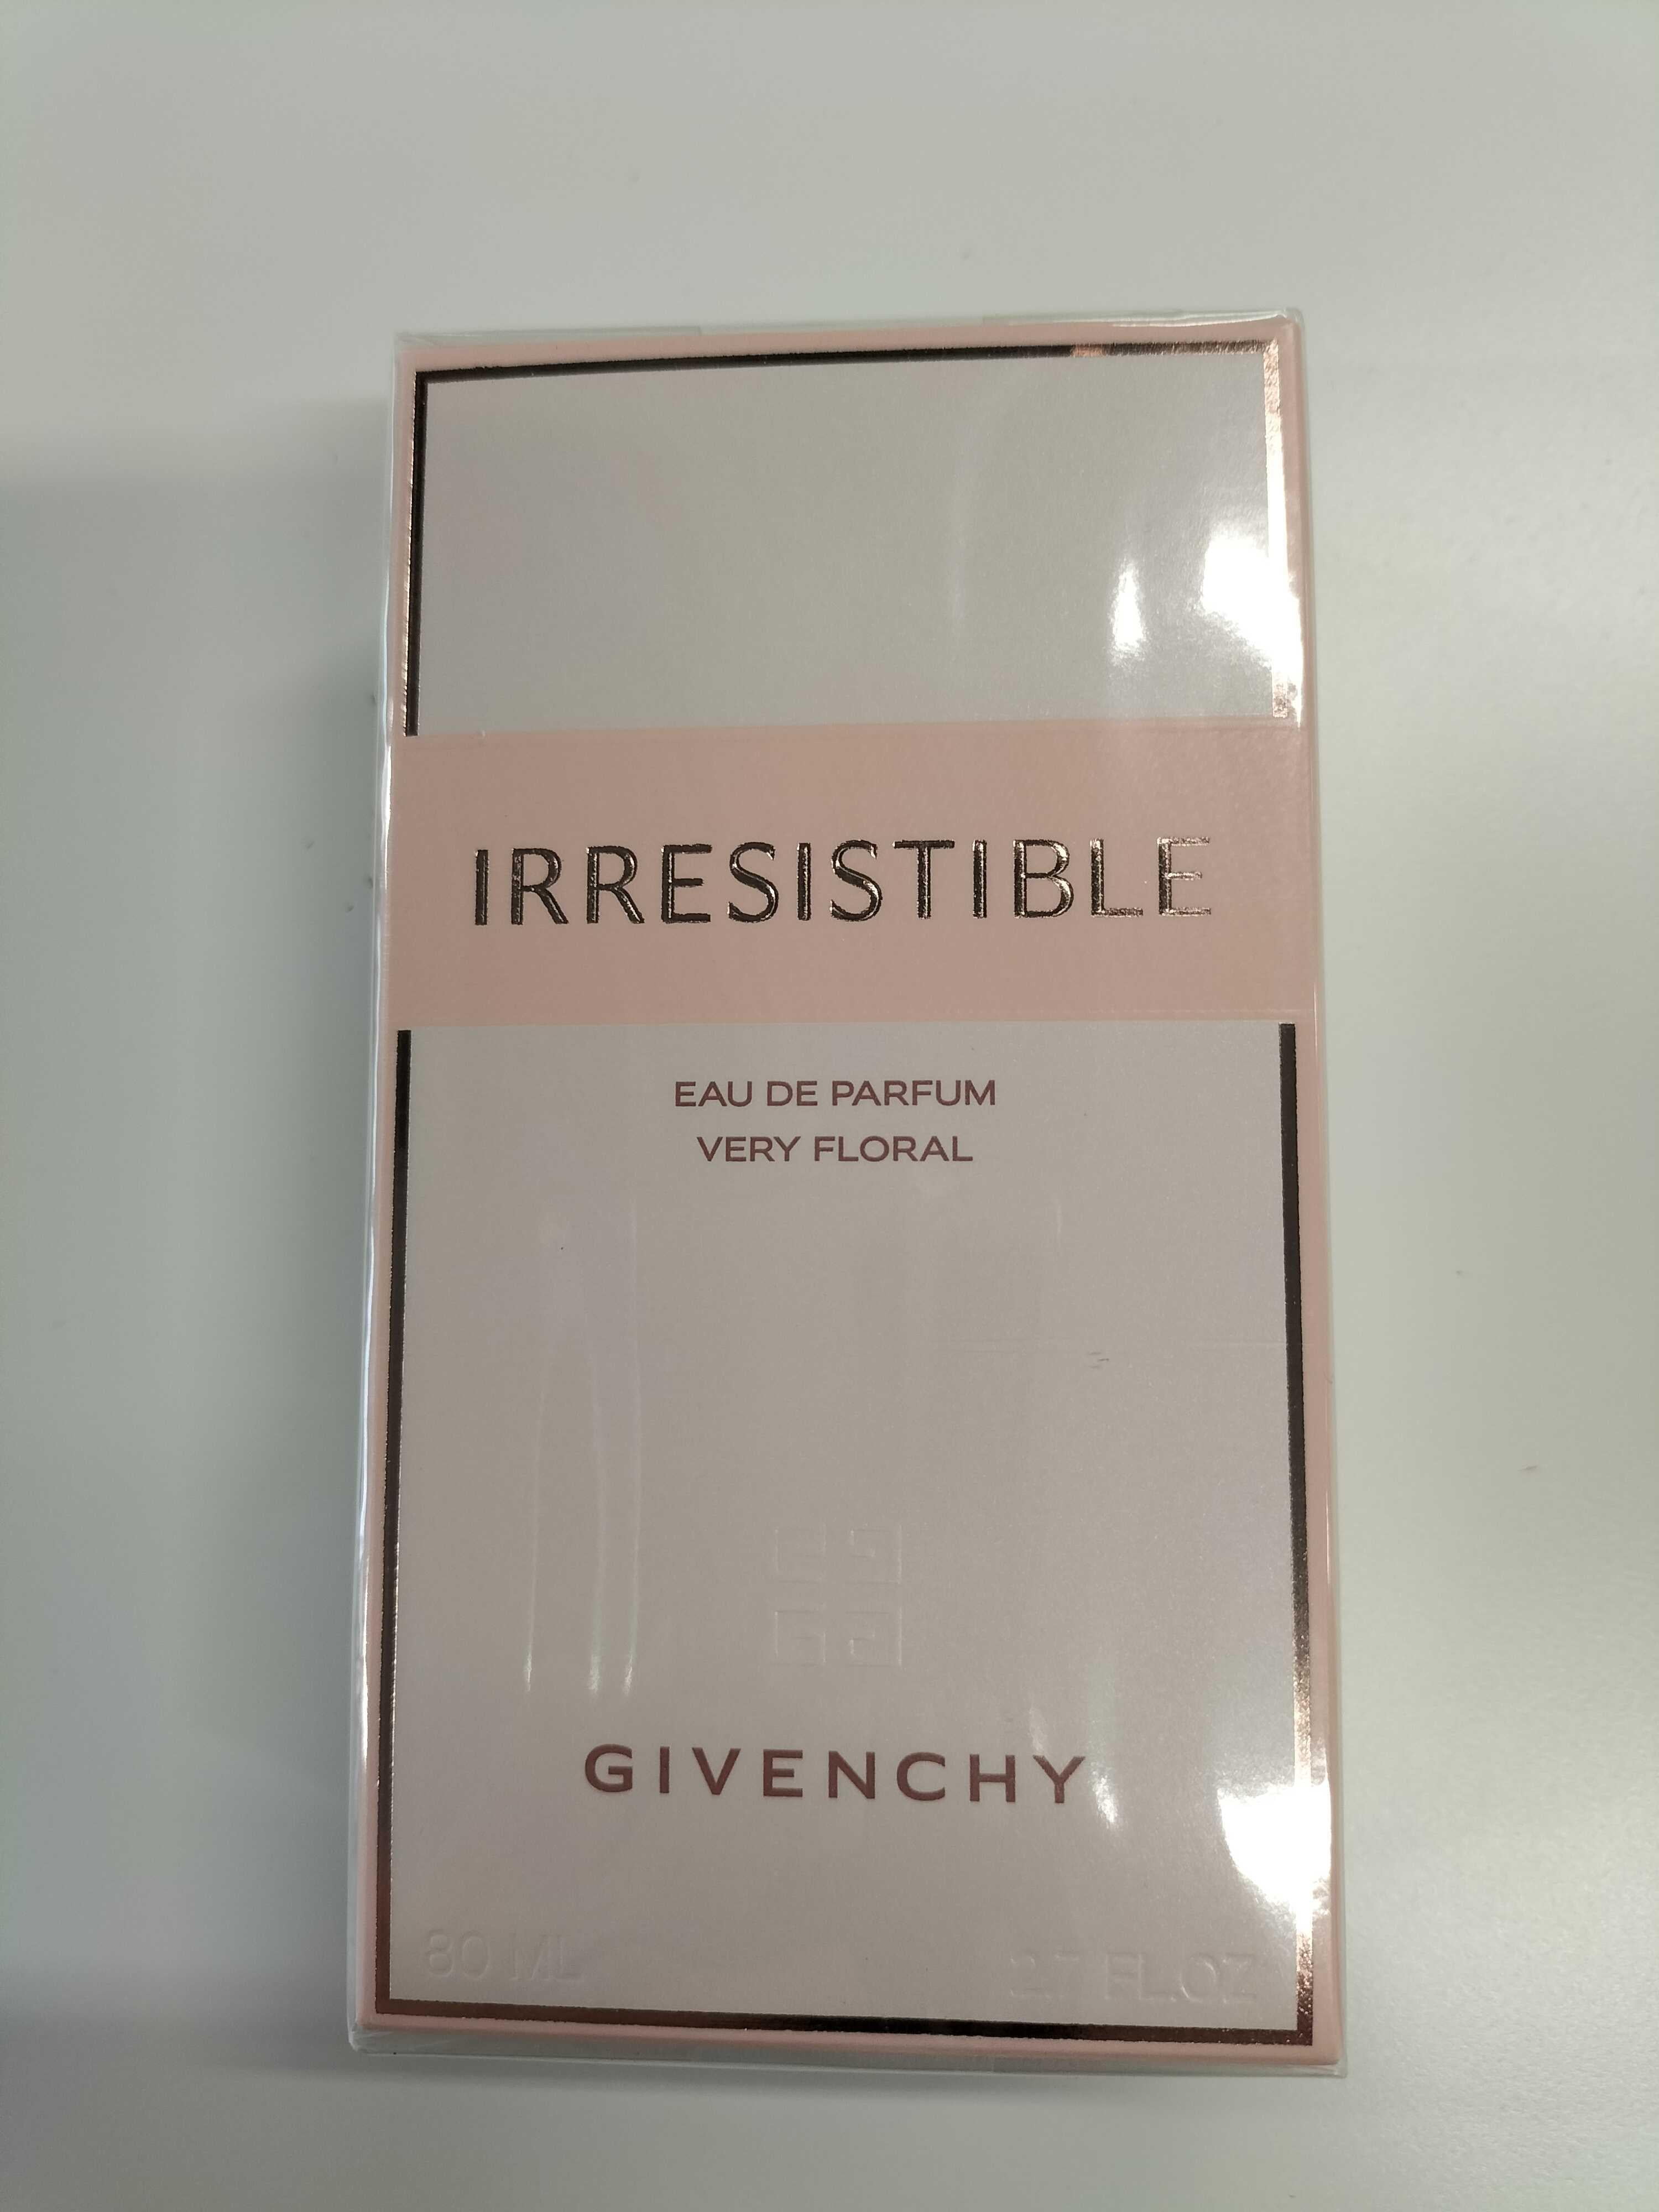 IRRESISTIBLE
EAU DE PARFUM
VERY FLORAL
GIVENCHY
80 ML 2.7 FL.OZ